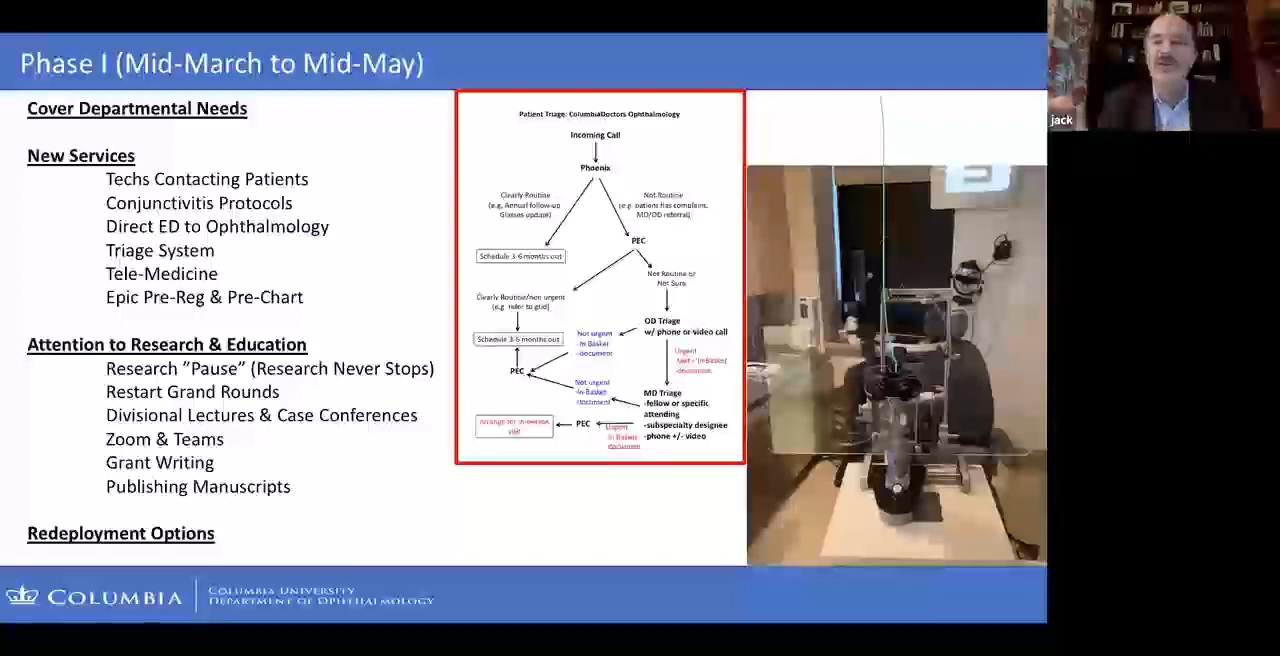 Phase I (Mid-March to Mid-May)
Cover Departmental Needs
New Services
Techs Contacting Patients
Conjunctivitis Protocols
Direct ED to Ophthalmology
Triage System
Tele-Medicine
Epic Pre-Reg & Pre-Chart
Attention to Research & Education
Research ”Pause” (Research Never Stops)
Restart Grand Rounds
Divisional Lectures & Case Conferences
Zoom & Teams
Grant Writing
Publishing Manuscripts
Redeployment Options
Patient Triage: ColumbiaDoctors Ophthalmology
Incoming Call
Phoenix
Clearly Routine
(e.g. Annual follow-up
Glasses update)
Not Routine
(e.g. patient has complaint,
MD/OD referral)
PEC
Schedule 3-6 months out
Not Routine or
Not Sure
Clearly Routine/non urgent
(e.g. refer to grid)
OD Triage
w/ phone or video call
Schedule 3-6 months out
Not urgent
-In Basket
-document
Urgent
-document
PEC
Not urgent
-In Basket
-document
MD Triage
-fellow or specific
attending
-subspecialty designee
-phone +/- video
Arrange for in-person
visit
PEC
Urgent
In Basket
document
jack
COLUMBIA
COLUMBIA UNIVERSITY
DEPARTMENT OF OPHTHALMOLOGY